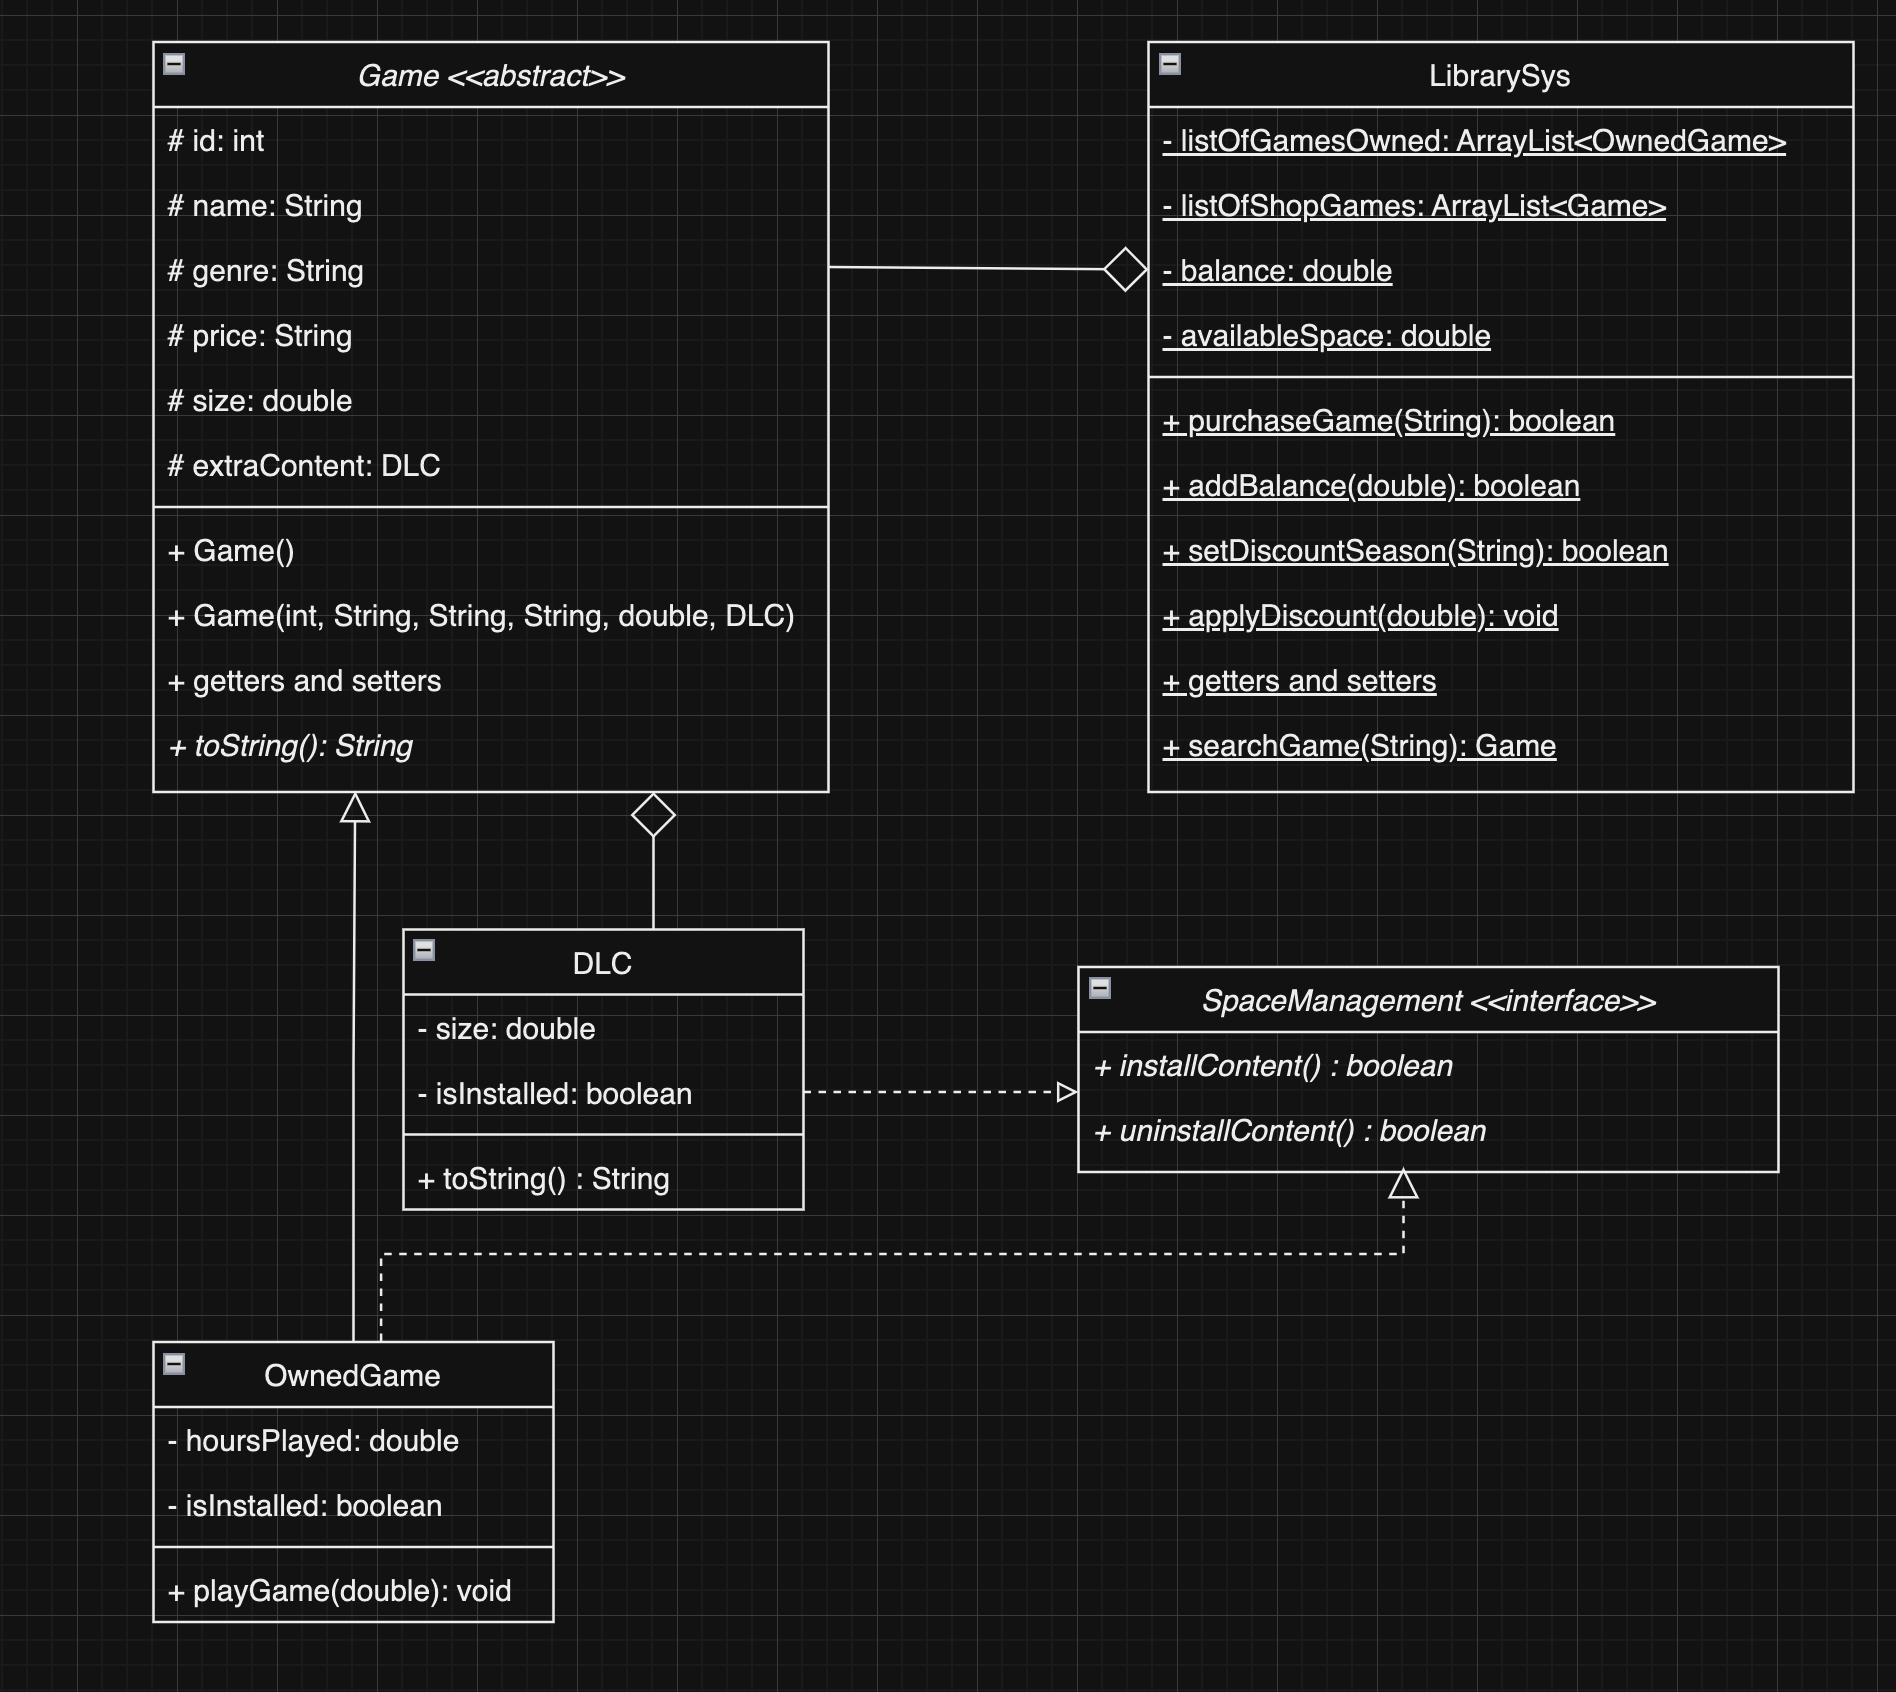 Game <<abstract>>
# id: int
# name: String
# genre: String
# price: String
# size: double
# extraContent: DLC
+ Game()
+ Game(int, String, String, String, double, DLC)
+ getters and setters
+ toString(): String
LibrarySys
- listOfGamesOwned: ArrayList<OwnedGame>
- listOfShopGames: ArrayList<Game>
- balance: double
- availableSpace: double
+ purchaseGame(String): boolean
+ addBalance(double): boolean
+ setDiscountSeason(String): boolean
+ applyDiscount(double): void
+ getters and setters
+ searchGame(String): Game
DLC
- size: double
- isInstalled: boolean
+ toString() : String
SpaceManagement <<interface>>
+ installContent() : boolean
+ uninstallContent() : boolean
OwnedGame
- hoursPlayed: double
- isInstalled: boolean
+ playGame(double): void